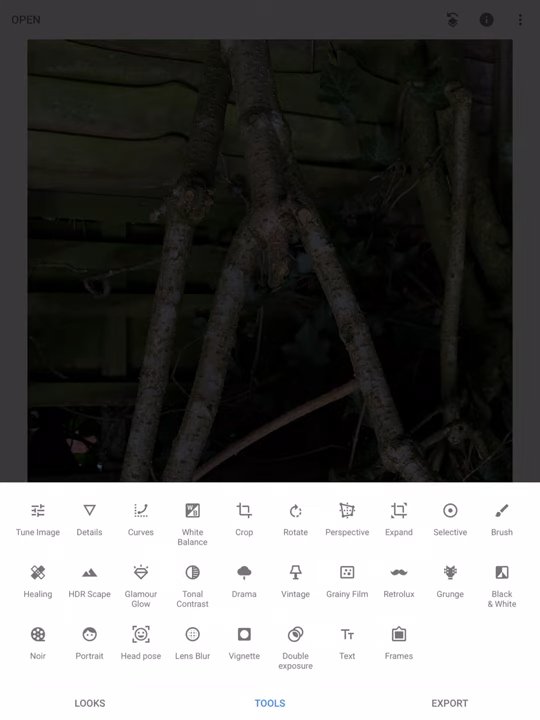 OPEN
Tune Image
Details
Curves
White
Balance
Crop
Rotate
Perspective
Expand
Selective
Brush
Healing
HDR Scape
Glamour
Glow
Tonal
Contrast
Drama
Vintage
Grainy Film
Retrolux
Grunge
Black
& White
Noir
Portrait
Head pose
Lens Blur
Vignette
Double
exposure
Text
Frames
LOOKS
TOOLS
EXPORT